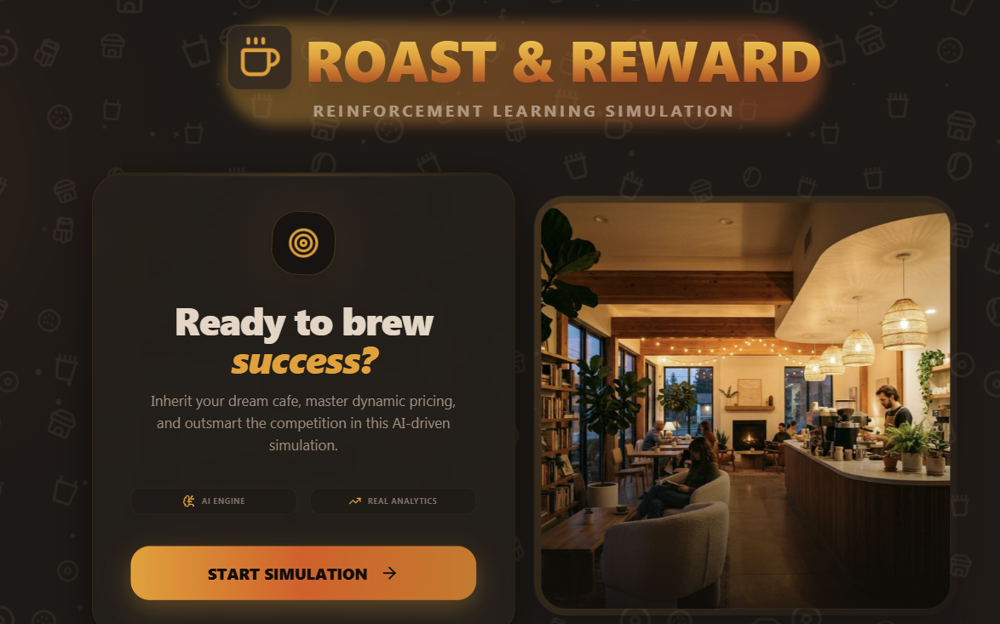 ROAST & REWARD
REINFORCEMENT LEARNING SIMULATION
Ready to brew
success?
Inherit your dream cafe, master dynamic pricing,
and outsmart the competition in this AI-driven
simulation.
AI ENGINE
REAL ANALYTICS
START SIMULATION